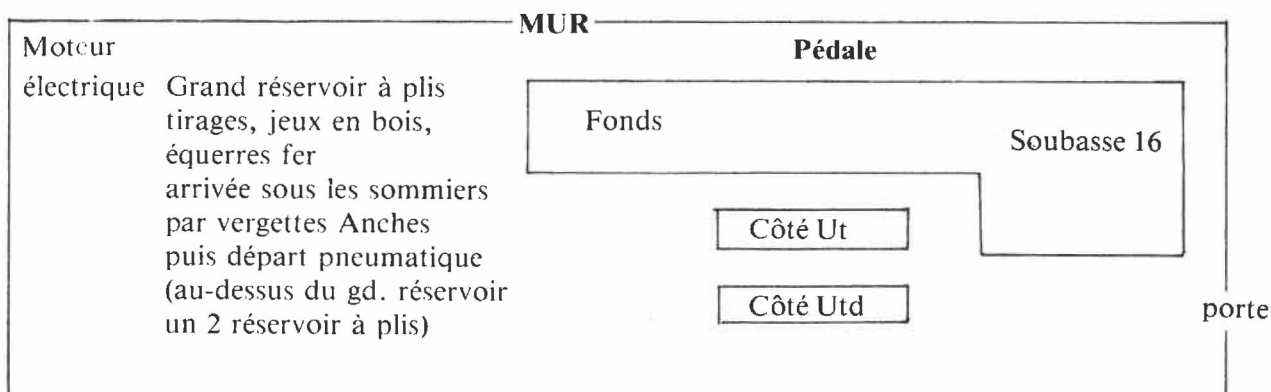 MUR
Moteur
électrique
Grand réservoir à plis
tirages, jeux en bois,
équerres fer
arrivée sous les sommiers
par vergettes Anches
puis départ pneumatique
(au-dessus du gd. réservoir
un 2 réservoir à plis)
Pédale
Fonds
Soubasse 16
Côté Ut
Côté Utd
porte